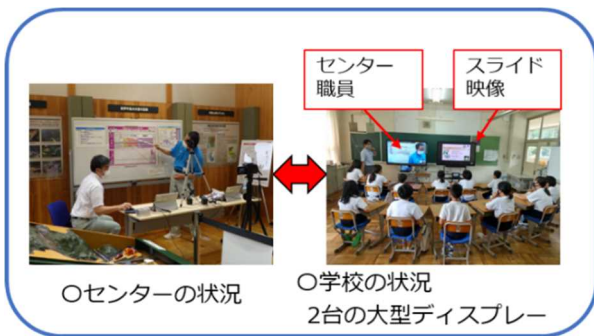 センター
職員
スライド
映像
○センターの状況
○学校の状況
2台の大型ディスプレー